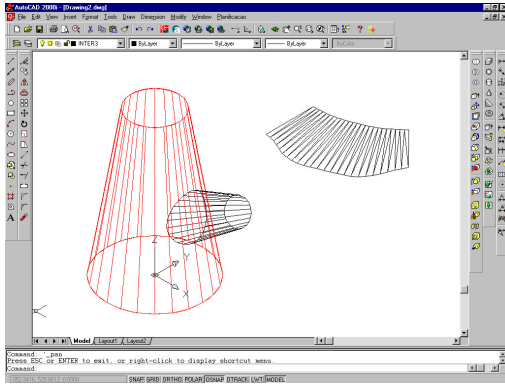 AutoCAD 2000i - [Drawing2.dwg]
File Edit View Insert Format Tools Draw Dimension Modify Window Planificacao
INTER3 ByLayer ByLayer ByLayer ByColor
Z
Y
X
A
Model Layout1 Layout2
Command: '_pan
Press ESC or ENTER to exit, or right-click to display shortcut menu.
Command:
SNAP GRID ORTHO POLAR OSNAP OTRACK LWT MODEL